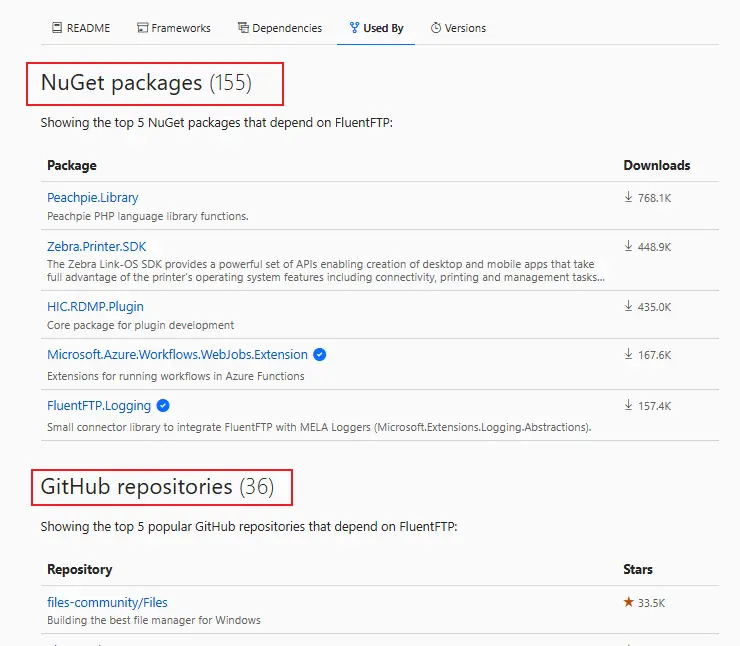 README Frameworks Dependencies Used By Versions
NuGet packages (155)
Showing the top 5 NuGet packages that depend on FluentFTP:
Package Downloads
Peachpie.Library 768.1K
Peachpie PHP language library functions.
Zebra.Printer.SDK 448.9K
The Zebra Link-OS SDK provides a powerful set of APIs enabling creation of desktop and mobile apps that take
full advantage of the printer's operating system features including connectivity, printing and management tasks...
HIC.RDMP.Plugin 435.0K
Core package for plugin development
Microsoft.Azure.Workflows.WebJobs.Extension 167.6K
Extensions for running workflows in Azure Functions
FluentFTP.Logging 157.4K
Small connector library to integrate FluentFTP with MELA Loggers (Microsoft.Extensions.Logging.Abstractions).
GitHub repositories (36)
Showing the top 5 popular GitHub repositories that depend on FluentFTP:
Repository Stars
files-community/Files 33.5K
Building the best file manager for Windows